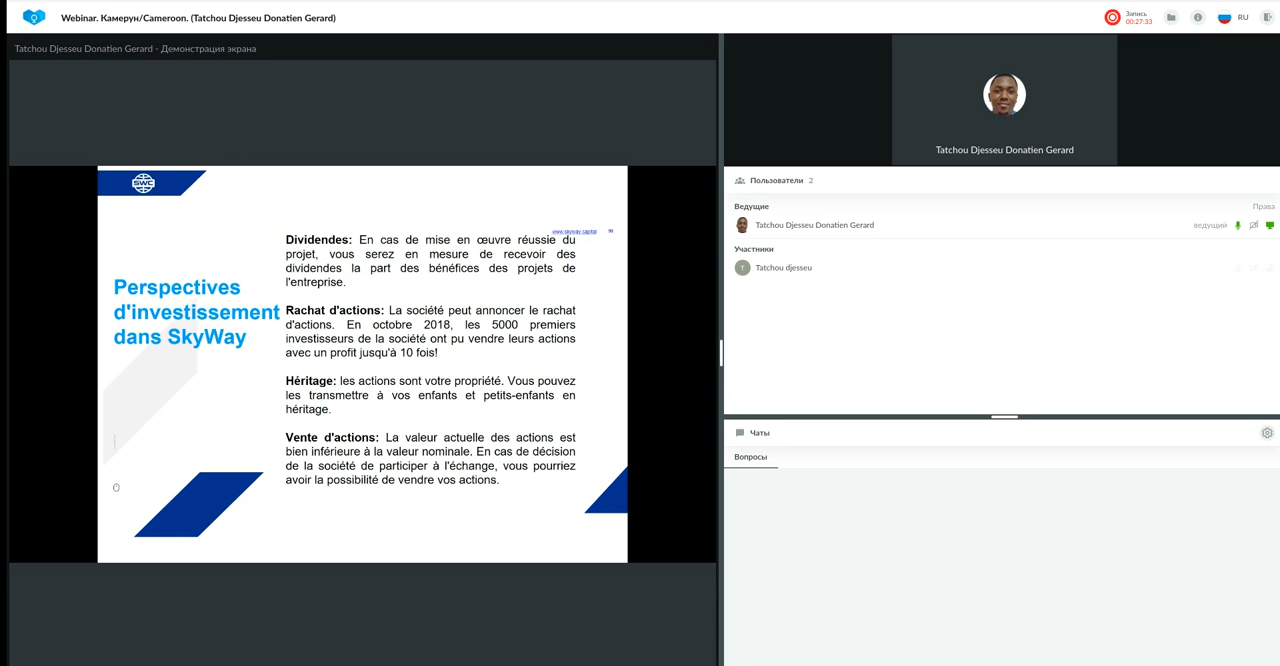 Webinar. Камерун/Cameroon. (Tatchou Djesseu Donatien Gerard)
Запись
00:27:33
RU
Tatchou Djesseu Donatien Gerard - Демонстрация экрана
SWC
www.skyway.capital
Perspectives
d'investissement
dans SkyWay
Dividendes: En cas de mise en œuvre réussie du
projet, vous serez en mesure de recevoir des
dividendes la part des bénéfices des projets de
l'entreprise.
Rachat d'actions: La société peut annoncer le rachat
d'actions. En octobre 2018, les 5000 premiers
investisseurs de la société ont pu vendre leurs actions
avec un profit jusqu'à 10 fois!
Héritage: les actions sont votre propriété. Vous pouvez
les transmettre à vos enfants et petits-enfants en
héritage.
Vente d'actions: La valeur actuelle des actions est
bien inférieure à la valeur nominale. En cas de décision
de la société de participer à l'échange, vous pourriez
avoir la possibilité de vendre vos actions.
Tatchou Djesseu Donatien Gerard
Пользователи 2
Ведущие
Права
Tatchou Djesseu Donatien Gerard
ведущий
Участники
T
Tatchou djesseu
Чаты
Вопросы